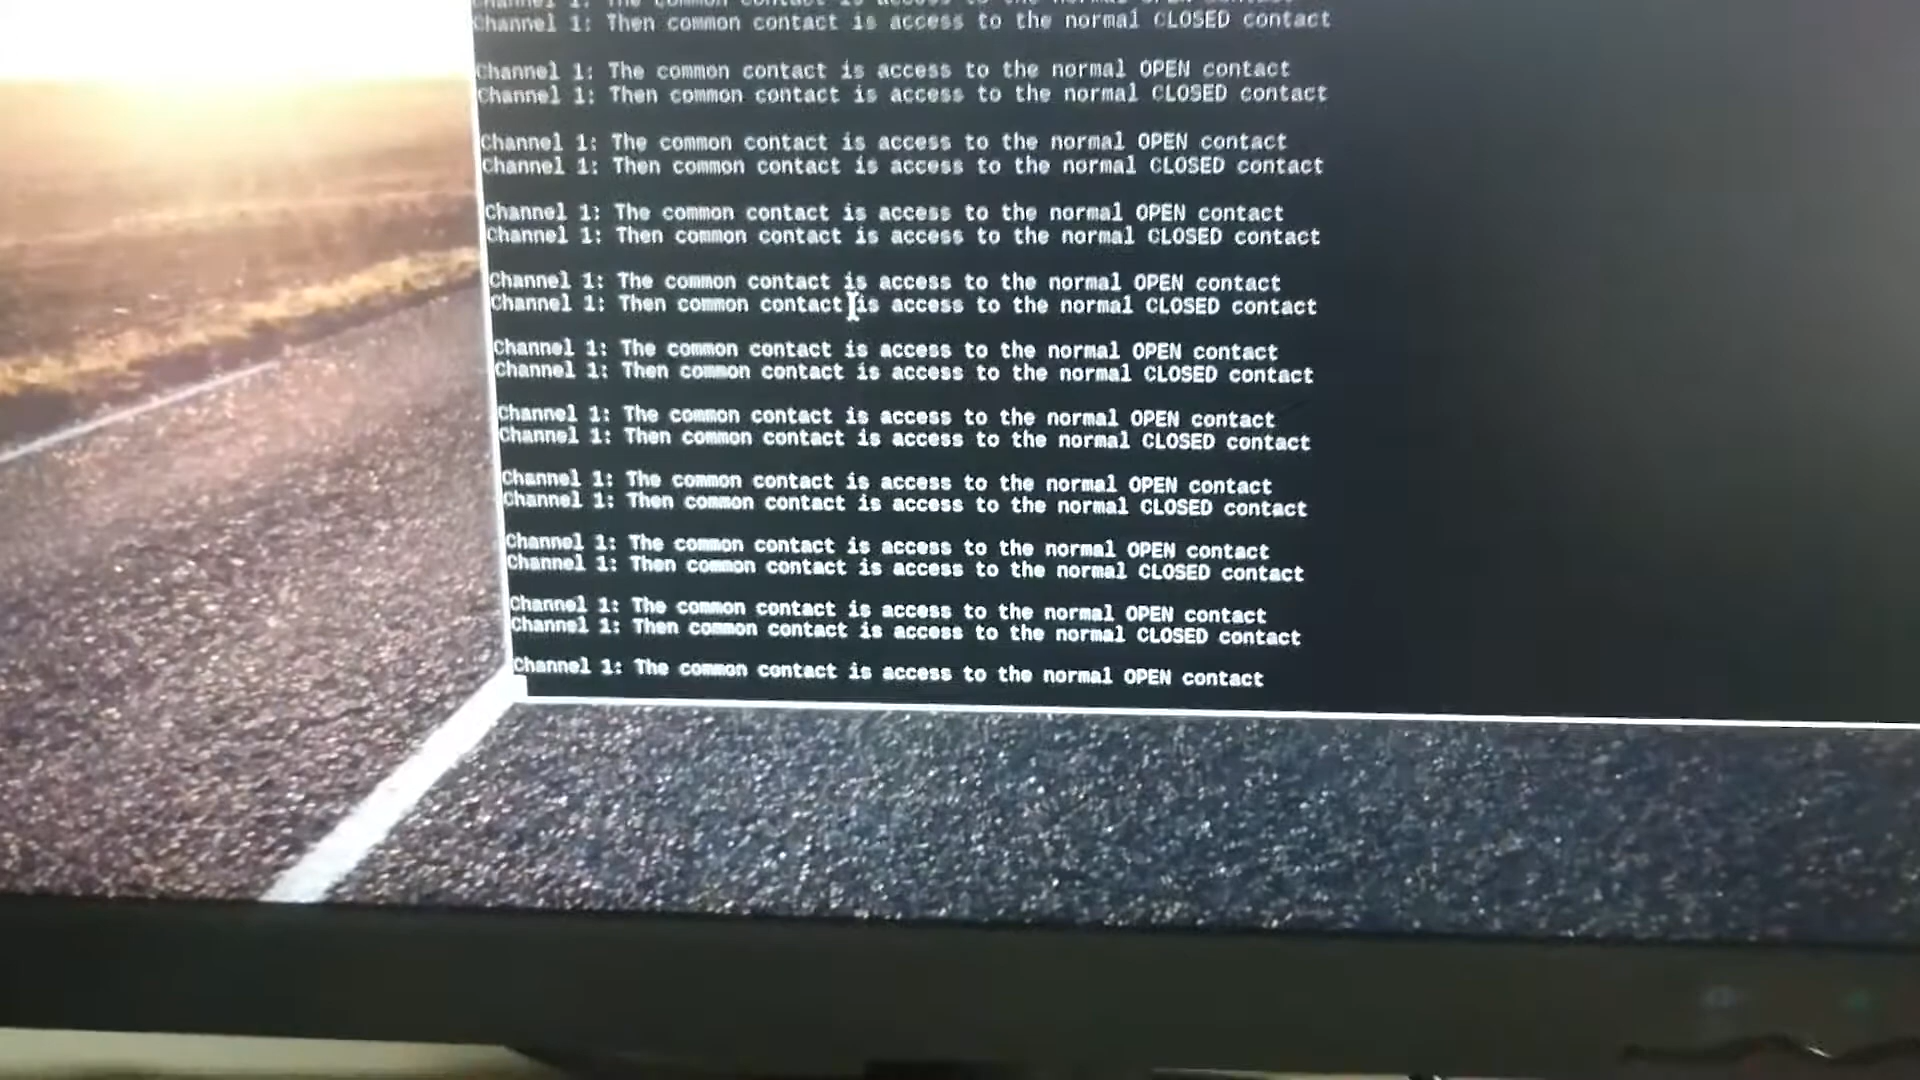 Channel 1: The common contact is access to the normal OPEN contact
Channel 1: Then common contact is access to the normal CLOSED contact
Channel 1: The common contact is access to the normal OPEN contact
Channel 1: Then common contact is access to the normal CLOSED contact
Channel 1: The common contact is access to the normal OPEN contact
Channel 1: Then common contact is access to the normal CLOSED contact
Channel 1: The common contact is access to the normal OPEN contact
Channel 1: Then common contact is access to the normal CLOSED contact
Channel 1: The common contact is access to the normal OPEN contact
Channel 1: Then common contact is access to the normal CLOSED contact
Channel 1: The common contact is access to the normal OPEN contact
Channel 1: Then common contact is access to the normal CLOSED contact
Channel 1: The common contact is access to the normal OPEN contact
Channel 1: Then common contact is access to the normal CLOSED contact
Channel 1: The common contact is access to the normal OPEN contact
Channel 1: Then common contact is access to the normal CLOSED contact
Channel 1: The common contact is access to the normal OPEN contact
Channel 1: Then common contact is access to the normal CLOSED contact
Channel 1: The common contact is access to the normal OPEN contact
Channel 1: Then common contact is access to the normal CLOSED contact
Channel 1: The common contact is access to the normal OPEN contact